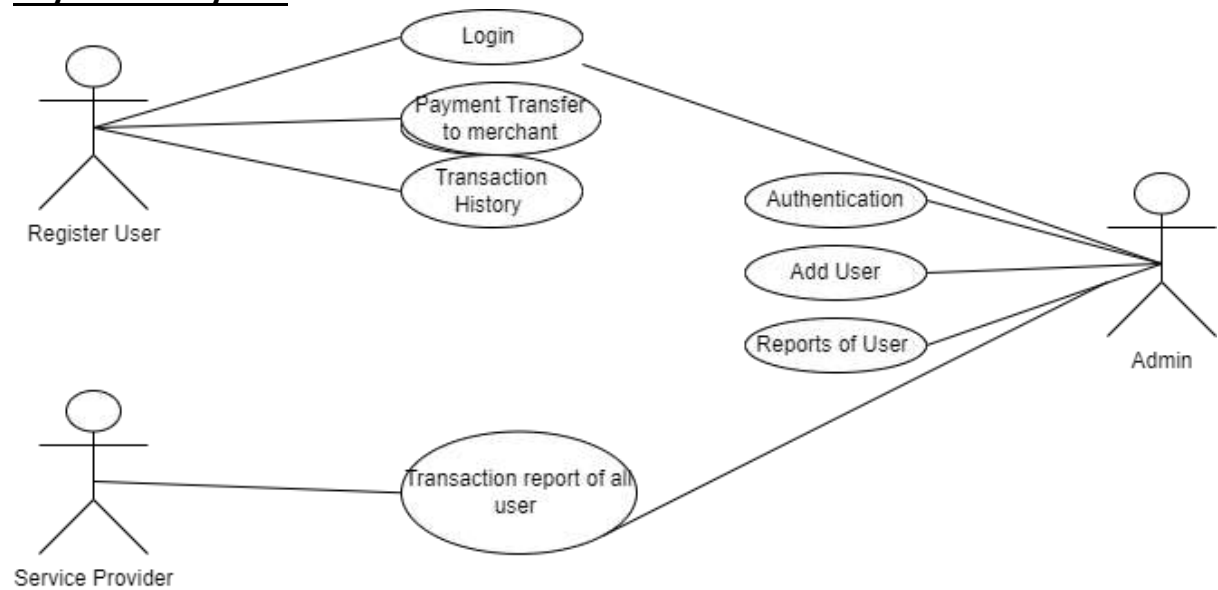 Login
Payment Transfer
to merchant
Transaction
History
Register User
Authentication
Add User
Reports of User
Admin
Transaction report of all
user
Service Provider